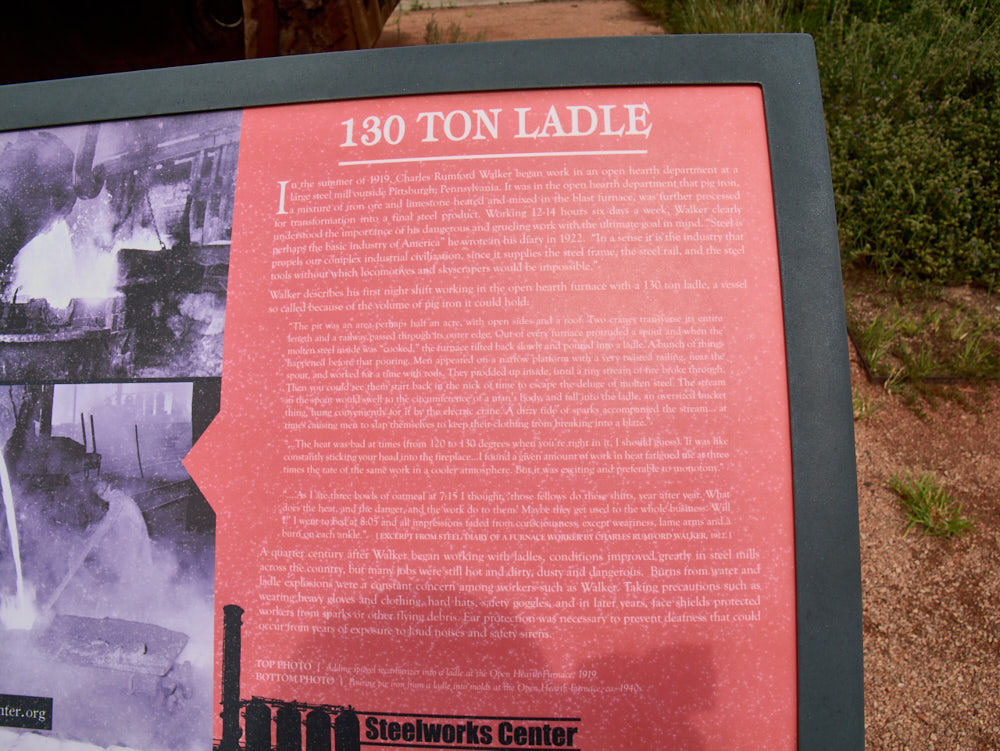 130 TON LADLE
In the summer of 1919, Charles Rumford Walker began work in an open hearth department at a
large steel mill outside Pittsburgh, Pennsylvania. It was in the open hearth department that pig iron,
a mixture of iron ore and limestone heated and mixed in the blast furnace, was further processed
for transformation into a final steel product. Working 12-14 hours six days a week, Walker clearly
understood the importance of his dangerous and grueling work with the ultimate goal in mind. "Steel is
perhaps the basic industry of America" he wrote in his diary in 1922. "In a sense it is the industry that
propels our complex industrial civilization, since it supplies the steel frame, the steel rail, and the steel
tools without which locomotives and skyscrapers would be impossible."
Walker describes his first night shift working in the open hearth furnace with a 130 ton ladle, a vessel
so called because of the volume of pig iron it could hold:
"The pit was an area perhaps half an acre, with open sides and a roof. Two cranes transverse its entire
length and a railway passed through its outer edge. Out of every furnace protruded a spout and when the
molten steel inside was "cooked," the furnace tilted back slowly and poured into a ladle. A bunch of things
happened before that pouring. Men appeared on a narrow platform with a very twisted railing, near the
spout, and worked for a time with rods. They prodded up inside, until a tiny stream of fire broke through.
Then you could see them start back in the nick of time to escape the deluge of molten steel. The stream
in the spout would swell to the circumference of a man's body, and fall into the ladle, an oversized bucket
thing, hung conveniently for it by the electric crane. A dizzy tide of sparks accompanied the stream... at
times causing men to slap themselves to keep their clothing from breaking into a blaze."
"...The heat was bad at times (from 120 to 130 degrees when you're right in it, I should guess). It was like
constantly sticking your head into the fireplace...I found a given amount of work in heat fatigued me at three
times the rate of the same work in a cooler atmosphere. But it was exciting and preferable to monotony."
"...As I ate three bowls of oatmeal at 7:15 I thought, 'those fellows do these shifts, year after year. What
does the heat, and the danger, and the work do to them? Maybe they get used to the whole business. Will
I?' I went to bed at 8:05 and all impressions faded from consciousness, except weariness, lame arms and a
burn on each ankle." [EXCERPT FROM STEEL: DIARY OF A FURNACE WORKER BY CHARLES RUMFORD WALKER, 1922.]
A quarter century after Walker began working with ladles, conditions improved greatly in steel mills
across the country, but many jobs were still hot and dirty, dusty and dangerous. Burns from water and
ladle explosions were a constant concern among workers such as Walker. Taking precautions such as
wearing heavy gloves and clothing, hard hats, safety goggles, and in later years, face shields protected
workers from sparks or other flying debris. Ear protection was necessary to prevent deafness that could
occur from years of exposure to loud noises and safety sirens.
TOP PHOTO | Adding spiegel recarburizer into a ladle at the Open Hearth Furnace, 1919.
BOTTOM PHOTO | Pouring pig iron from a ladle into molds at the Open Hearth Furnace, ca. 1940s.
nter.org
Steelworks Center